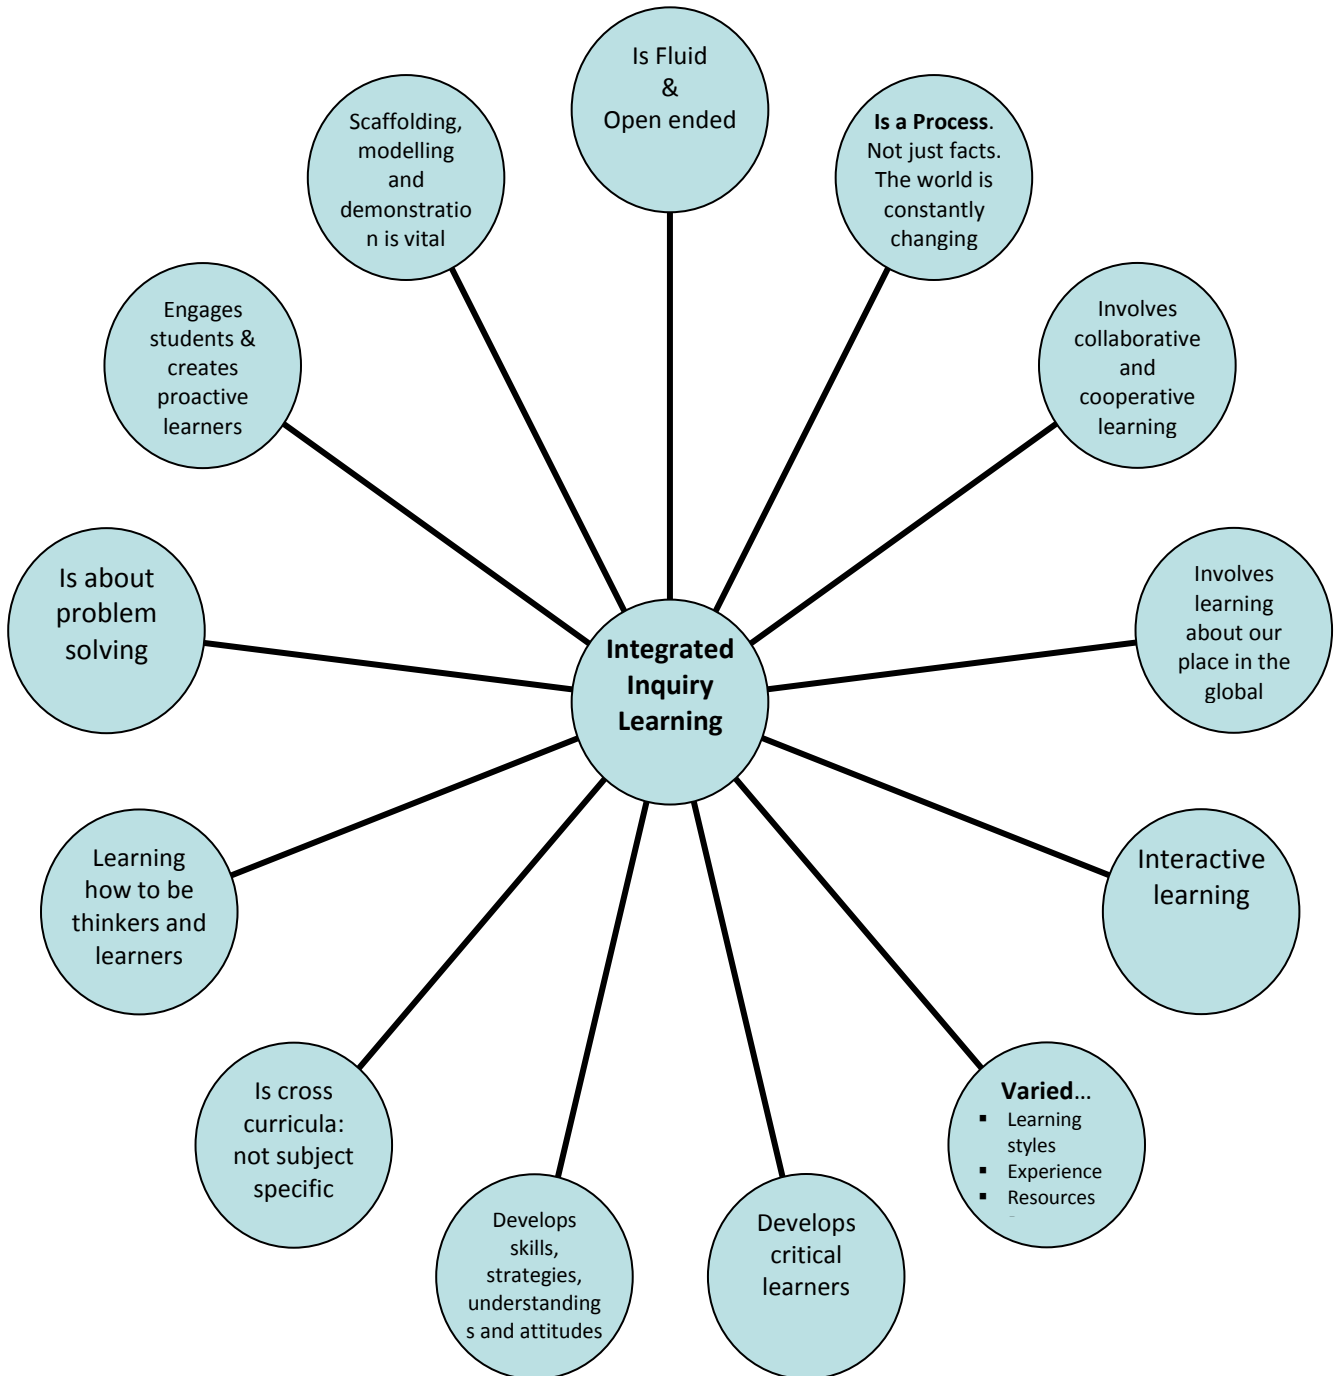 Is Fluid
&
Open ended
Is a Process.
Not just facts.
The world is
constantly
changing
Involves
collaborative
and
cooperative
learning
Involves
learning
about our
place in the
global
Interactive
learning
Varied...
▪ Learning
styles
▪ Experience
▪ Resources
Develops
critical
learners
Develops
skills,
strategies,
understanding
s and attitudes
Is cross
curricula:
not subject
specific
Learning
how to be
thinkers and
learners
Is about
problem
solving
Engages
students &
creates
proactive
learners
Scaffolding,
modelling
and
demonstratio
n is vital
Integrated
Inquiry
Learning